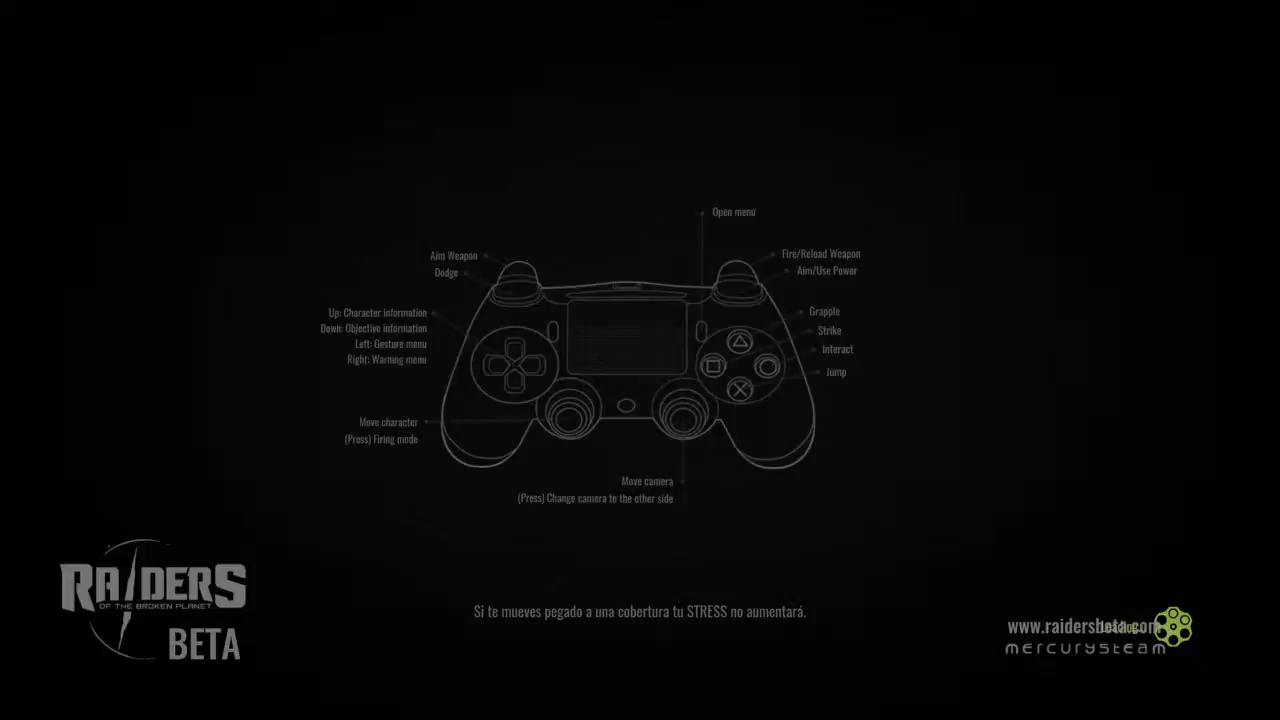 Open menu
Aim Weapon
Dodge
Fire/Reload Weapon
Aim/Use Power
Up: Character information
Down: Objective information
Left: Gesture menu
Right: Warning menu
Grapple
Strike
Interact
Jump
Move character
(Press) Firing mode
Move camera
(Press) Change camera to the other side
RAIDERS
OF THE BROKEN PLANET
BETA
Si te mueves pegado a una cobertura tu STRESS no aumentará.
www.raidersbeta.com
mercurysteam